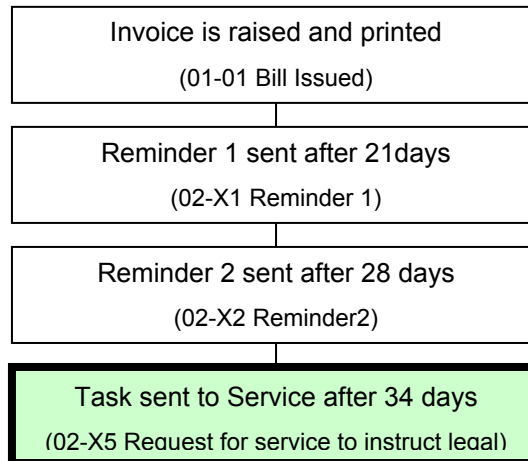 Invoice is raised and printed
(01-01 Bill Issued)
Reminder 1 sent after 21days
(02-X1 Reminder 1)
Reminder 2 sent after 28 days
(02-X2 Reminder2)
Task sent to Service after 34 days
(02-X5 Request for service to instruct legal)